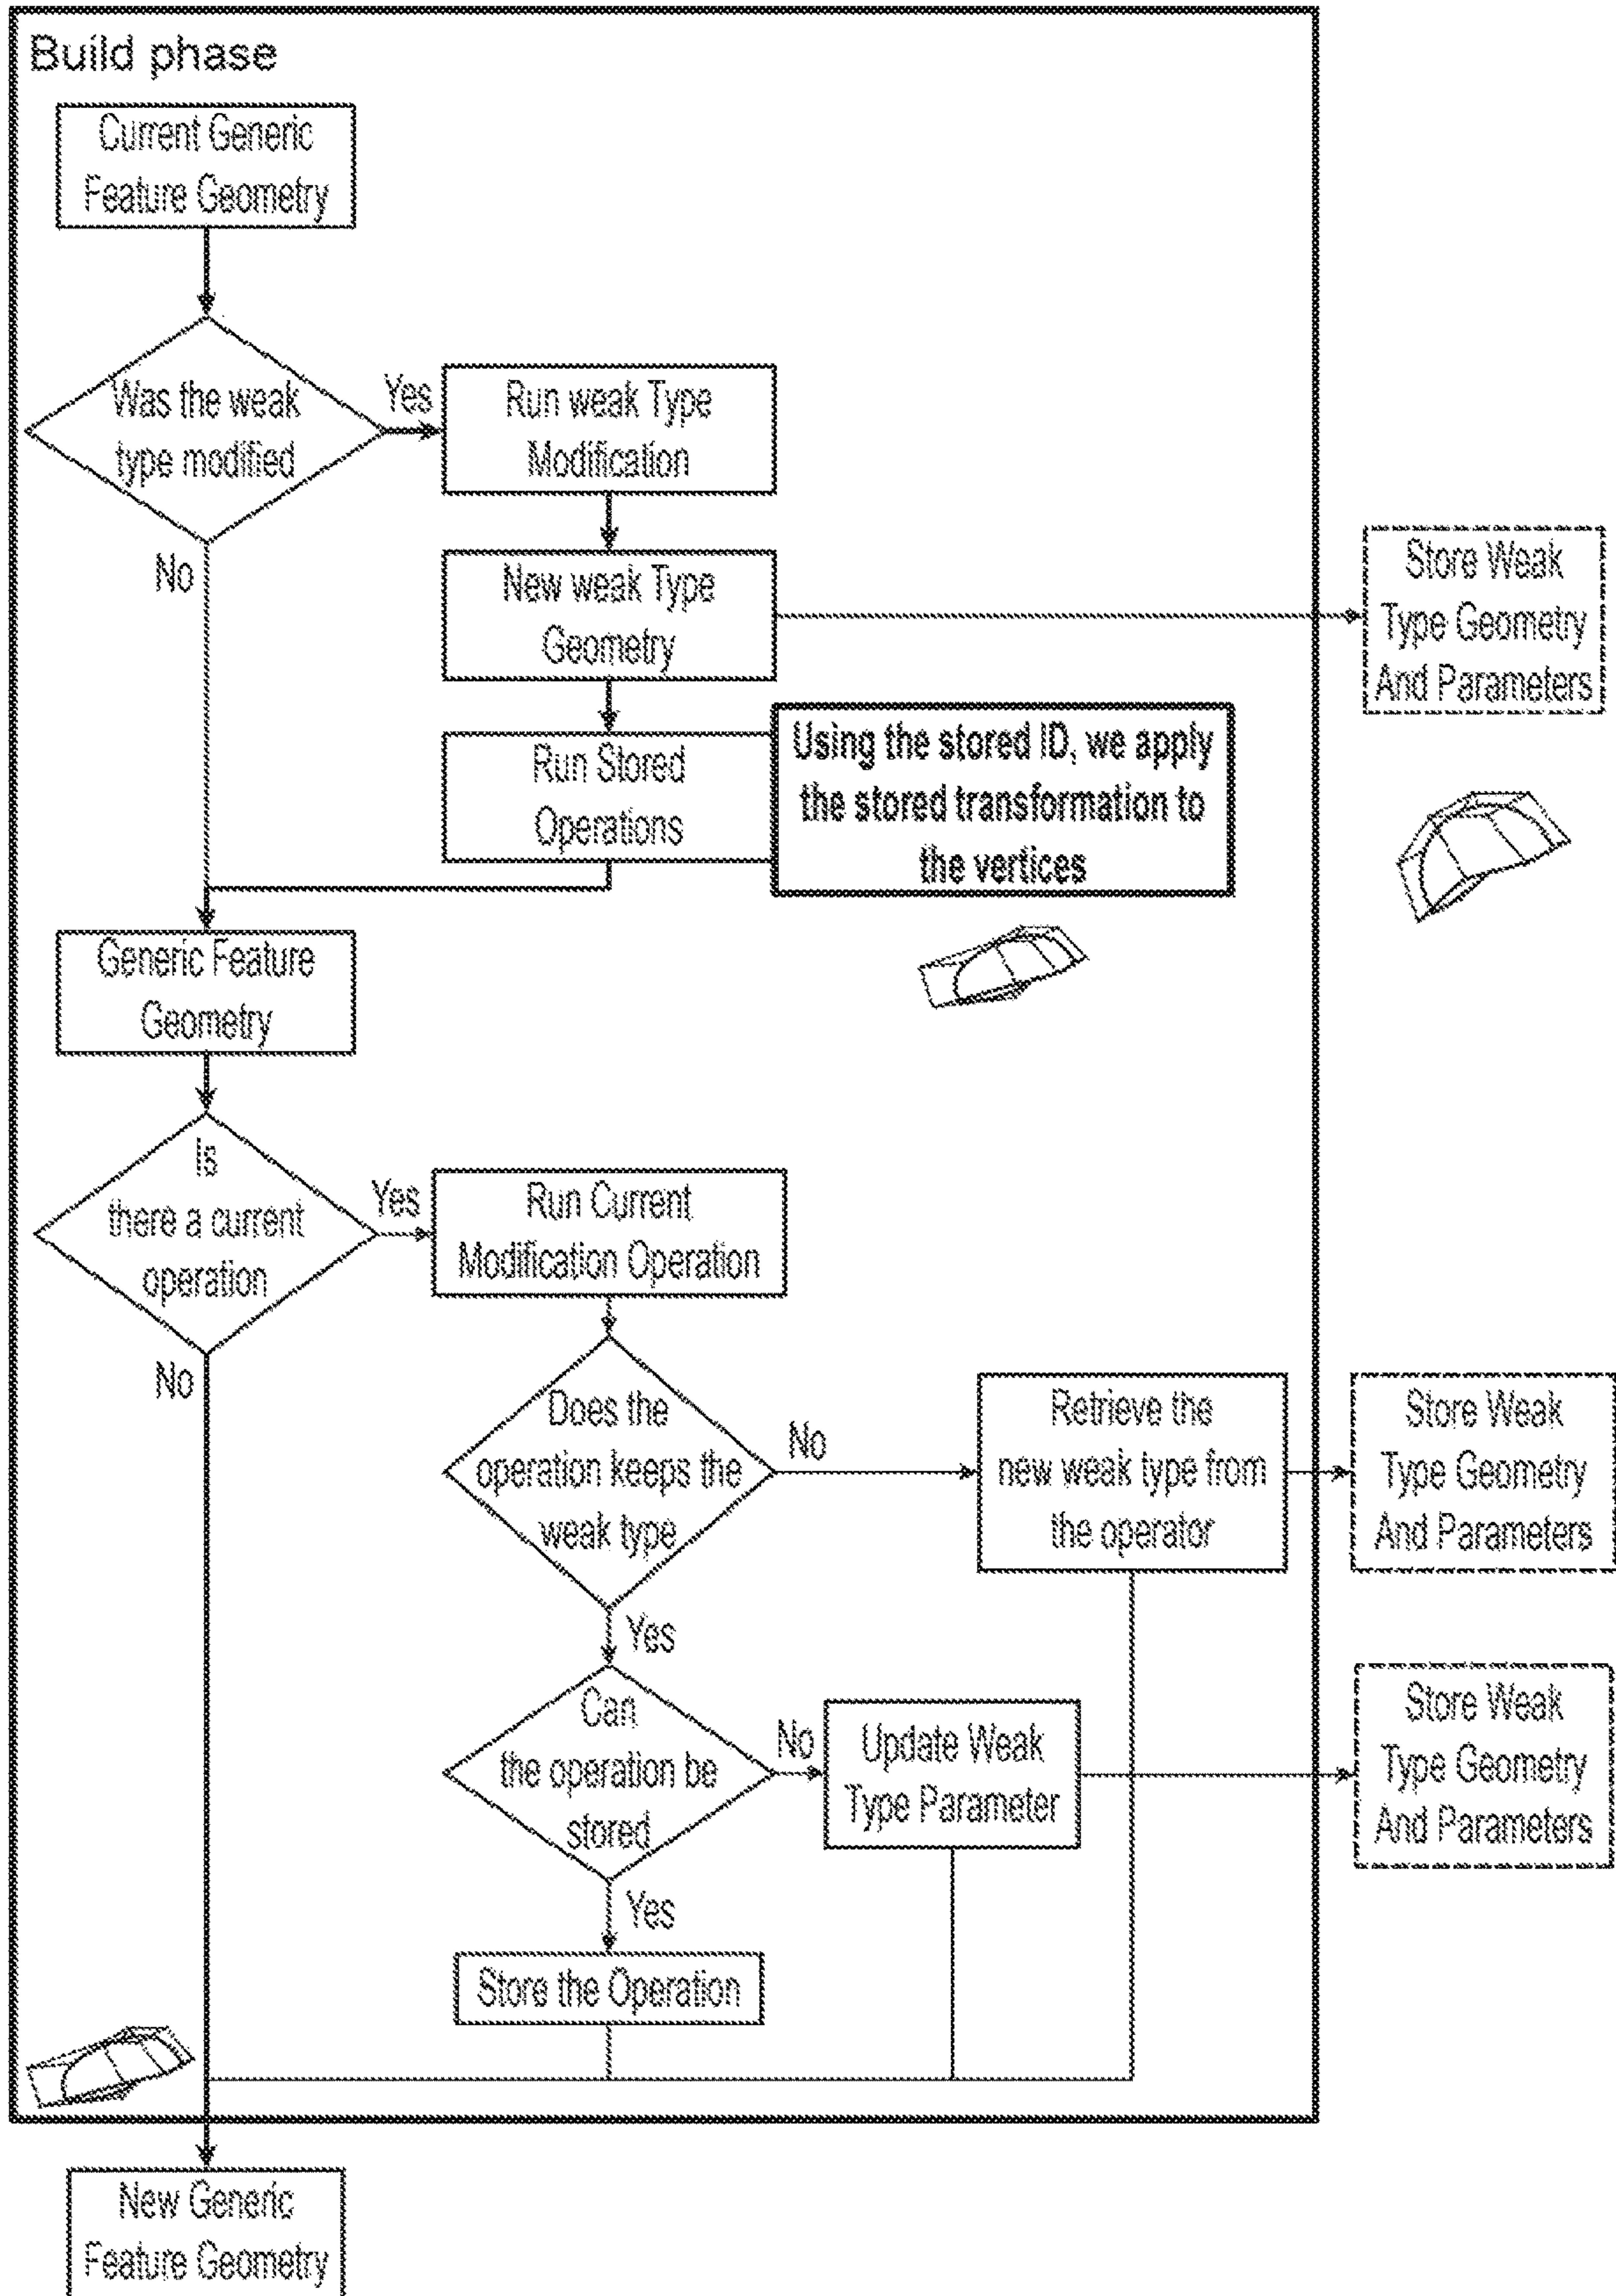 Build phase
Current Generic
Feature Geometry
Was the weak
type modified
Yes
Run weak Type
Modification
No
New weak Type
Geometry
Store Weak
Type Geometry
And Parameters
Run Stored
Operations
Using the stored ID, we apply
the stored transformation to
the vertices
Generic Feature
Geometry
Is
there a current
operation
Yes
Run Current
Modification Operation
No
Does the
operation keeps the
weak type
No
Retrieve the
new weak type from
the operator
Store Weak
Type Geometry
And Parameters
Yes
Can
the operation be
stored
No
Update Weak
Type Parameter
Store Weak
Type Geometry
And Parameters
Yes
Store the Operation
New Generic
Feature Geometry